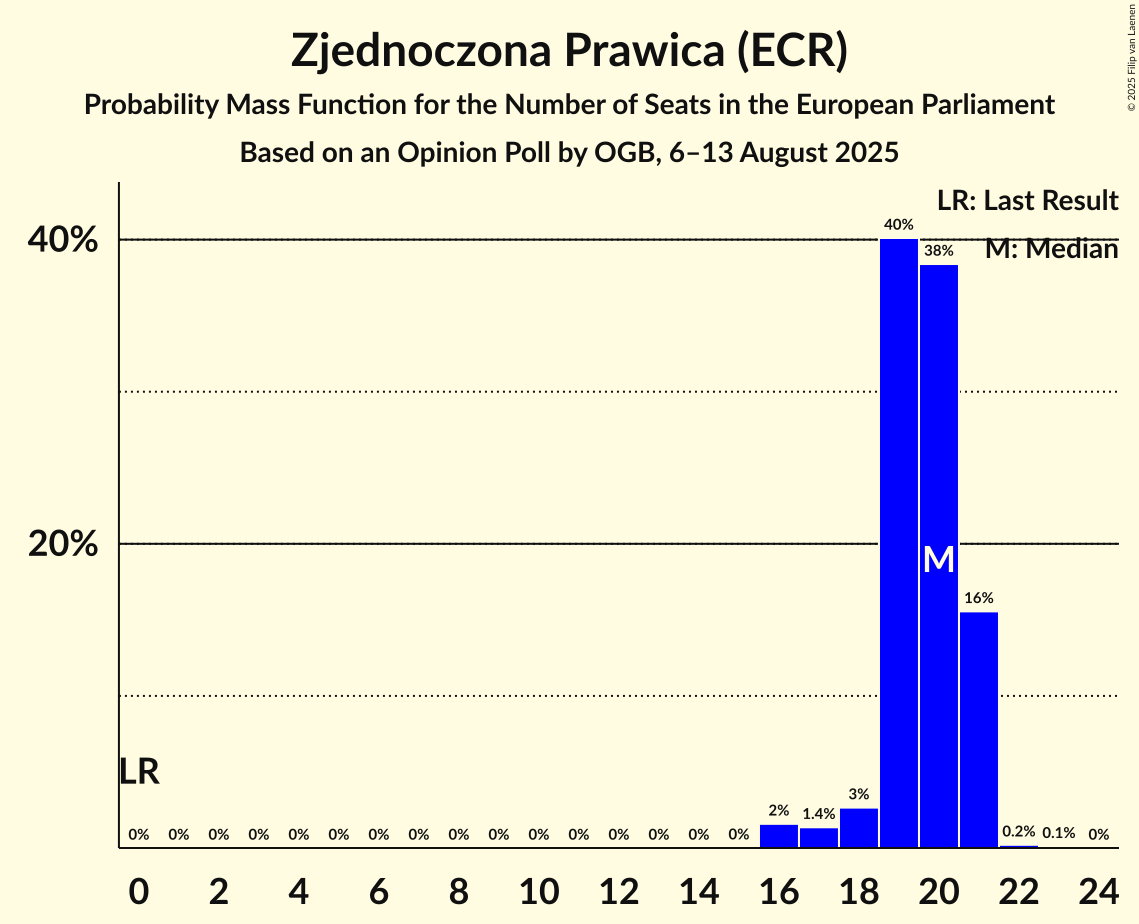 Zjednoczona Prawica (ECR)
Probability Mass Function for the Number of Seats in the European Parliament
Based on an Opinion Poll by OGB, 6–13 August 2025
© 2025 Filip van Laenen
LR: Last Result
M: Median
40%
20%
40%
38%
M
16%
LR
0% 0% 0% 0% 0% 0% 0% 0% 0% 0% 0% 0% 0% 0% 0% 0% 2% 1.4% 3% 0.2% 0.1% 0%
0 2 4 6 8 10 12 14 16 18 20 22 24